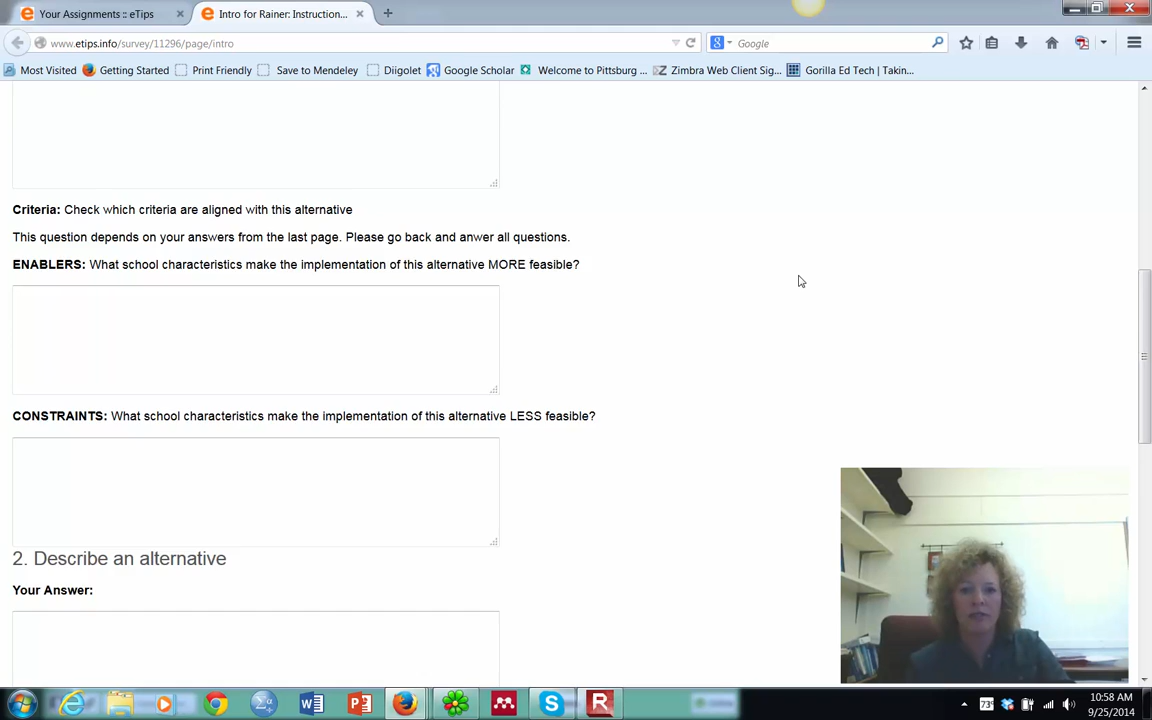 Your Assignments :: eTips
Intro for Rainer: Instruction...
www.etips.info/survey/11296/page/intro
Google
Most Visited
Getting Started
Print Friendly
Save to Mendeley
Diigolet
Google Scholar
Welcome to Pittsburg ...
Zimbra Web Client Sig...
Gorilla Ed Tech | Takin...
Criteria: Check which criteria are aligned with this alternative
This question depends on your answers from the last page. Please go back and anwer all questions.
ENABLERS: What school characteristics make the implementation of this alternative MORE feasible?
CONSTRAINTS: What school characteristics make the implementation of this alternative LESS feasible?
2. Describe an alternative
Your Answer:
73%
10:58 AM
9/25/2014